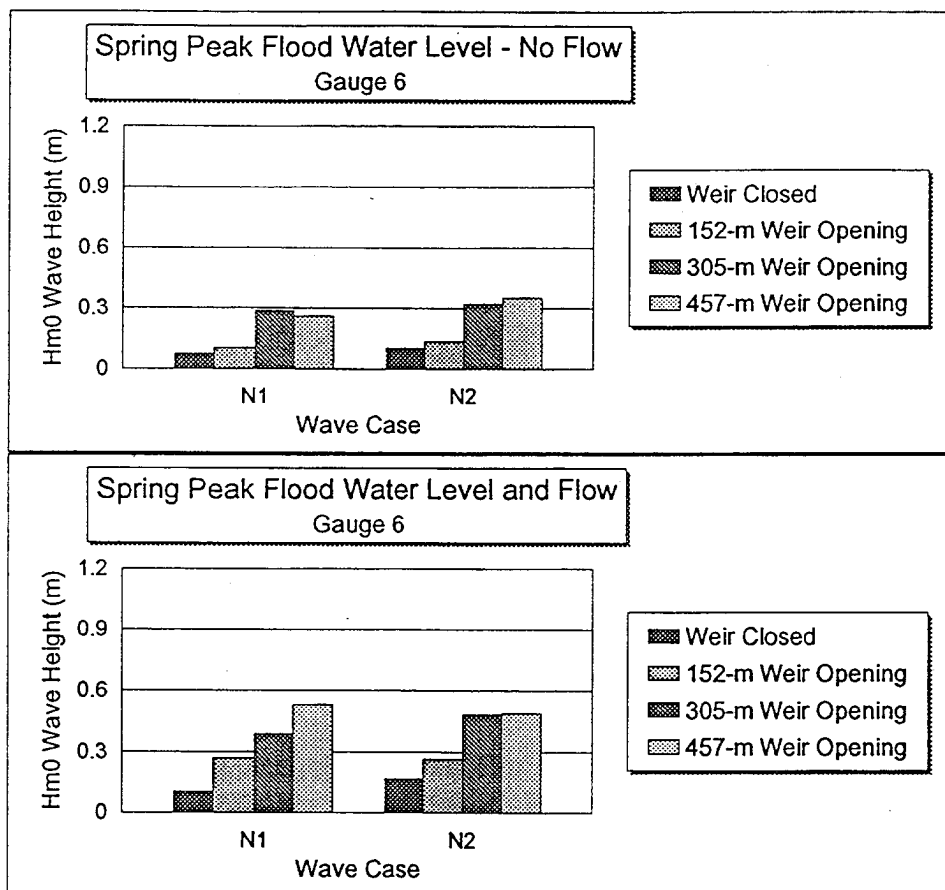 Spring Peak Flood Water Level - No Flow
Gauge 6
Hm0 Wave Height (m)
1.2
0.9
0.6
0.3
0
N1
N2
Wave Case
Weir Closed
152-m Weir Opening
305-m Weir Opening
457-m Weir Opening
Spring Peak Flood Water Level and Flow
Gauge 6
Hm0 Wave Height (m)
1.2
0.9
0.6
0.3
0
N1
N2
Wave Case
Weir Closed
152-m Weir Opening
305-m Weir Opening
457-m Weir Opening